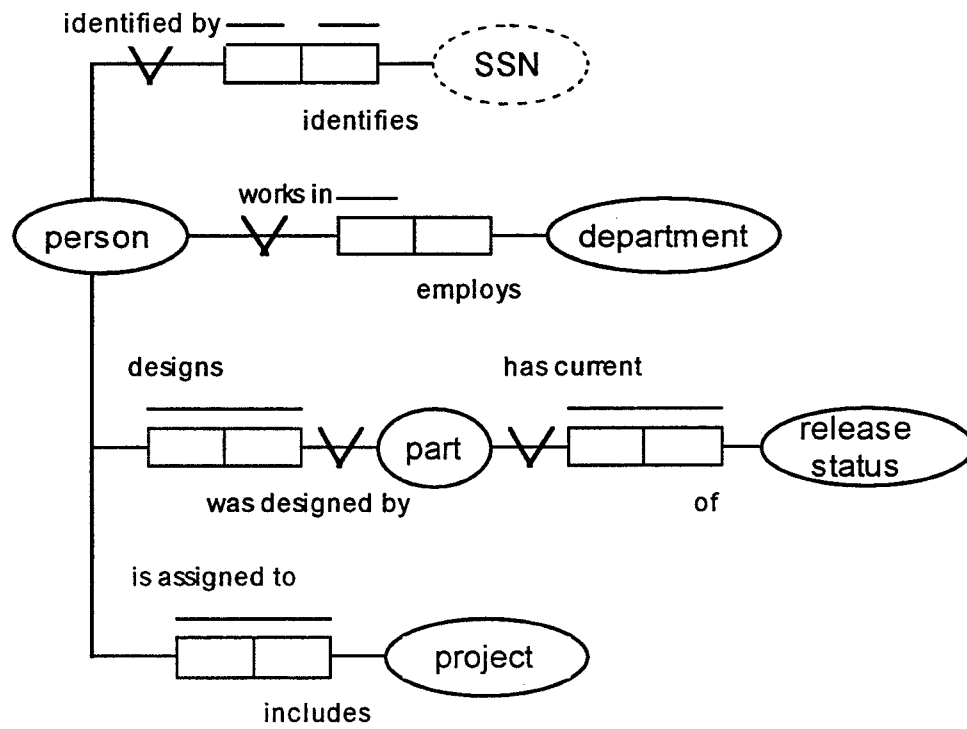 identified by
SSN
identifies
works in
person
department
employs
designs
has current
part
release
status
was designed by
of
is assigned to
project
includes